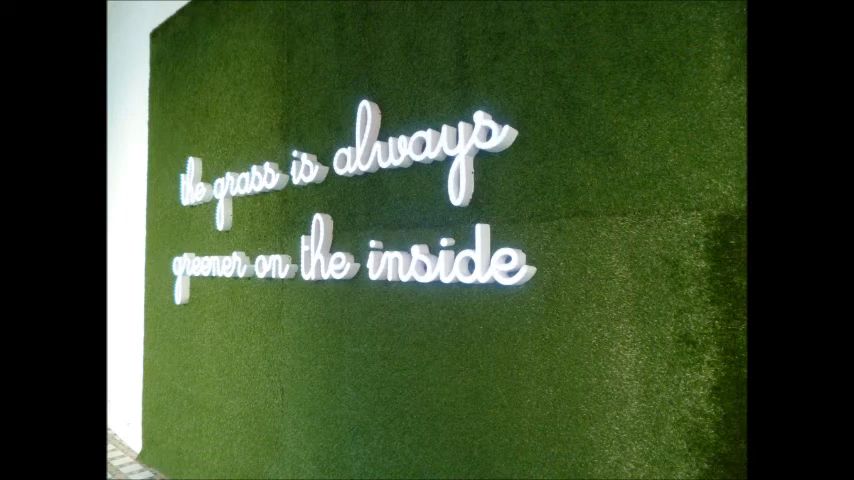 the grass is always
greener on the inside